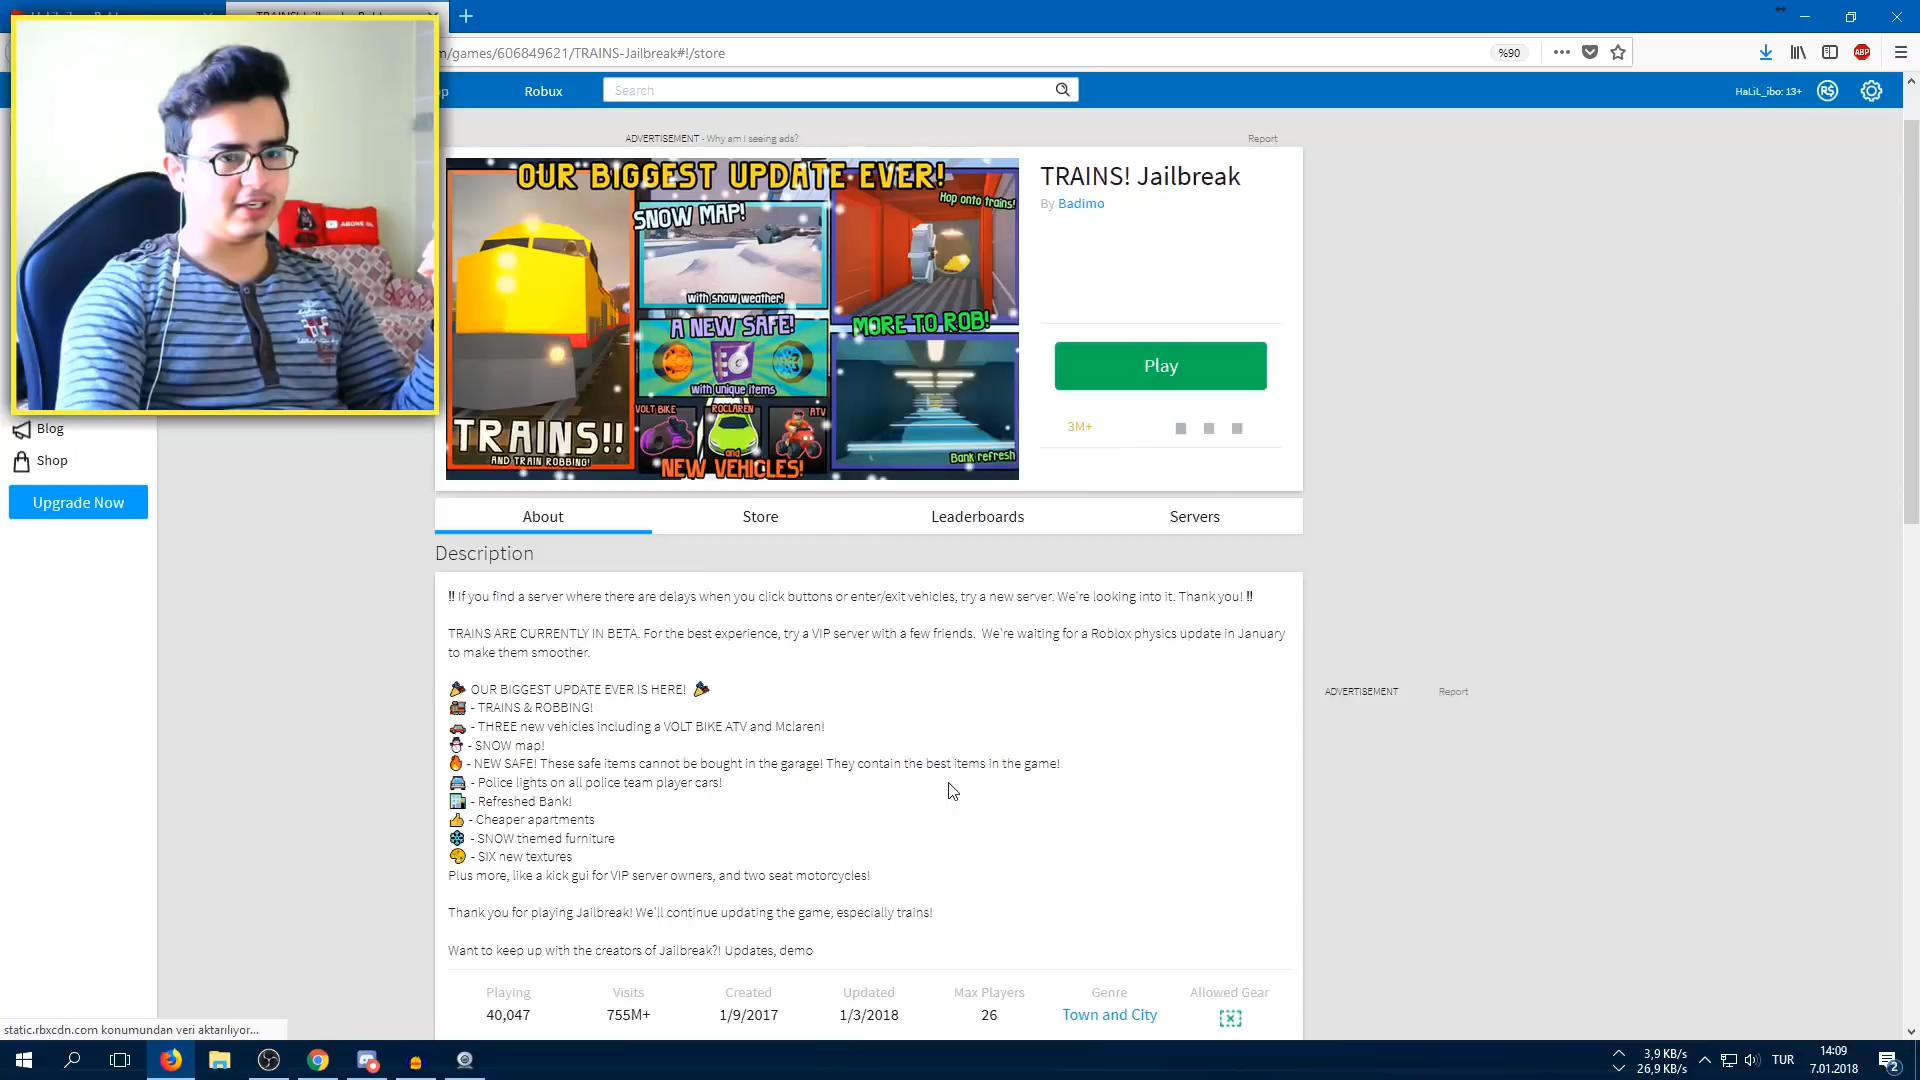 m/games/606849621/TRAINS-Jailbreak#!/store
%90
ABP
Robux
Search
HaLiL_ibo: 13+
ADVERTISEMENT - Why am I seeing ads?
Report
OUR BIGGEST UPDATE EVER!
SNOW MAP!
with snow weather!
Hop onto trains!
A NEW SAFE!
with unique items
MORE TO ROB!
VOLT BIKE
ROCLAREN
ATV
and
NEW VEHICLES!
TRAINS!!
AND TRAIN ROBBING!
Bank refresh
TRAINS! Jailbreak
By Badimo
Play
3M+
ABONE OL
Blog
Shop
Upgrade Now
About
Store
Leaderboards
Servers
Description
!! If you find a server where there are delays when you click buttons or enter/exit vehicles, try a new server. We're looking into it. Thank you! !!
TRAINS ARE CURRENTLY IN BETA. For the best experience, try a VIP server with a few friends.  We're waiting for a Roblox physics update in January
to make them smoother.
OUR BIGGEST UPDATE EVER IS HERE!
- TRAINS & ROBBING!
- THREE new vehicles including a VOLT BIKE ATV and Mclaren!
- SNOW map!
- NEW SAFE! These safe items cannot be bought in the garage! They contain the best items in the game!
- Police lights on all police team player cars!
- Refreshed Bank!
- Cheaper apartments
- SNOW themed furniture
- SIX new textures
Plus more, like a kick gui for VIP server owners, and two seat motorcycles!
Thank you for playing Jailbreak! We'll continue updating the game, especially trains!
Want to keep up with the creators of Jailbreak?! Updates, demo
ADVERTISEMENT
Report
Playing
Visits
Created
Updated
Max Players
Genre
Allowed Gear
40,047
755M+
1/9/2017
1/3/2018
26
Town and City
static.rbxcdn.com konumundan veri aktarılıyor...
3,9 KB/s
26,9 KB/s
TUR
14:09
7.01.2018
2